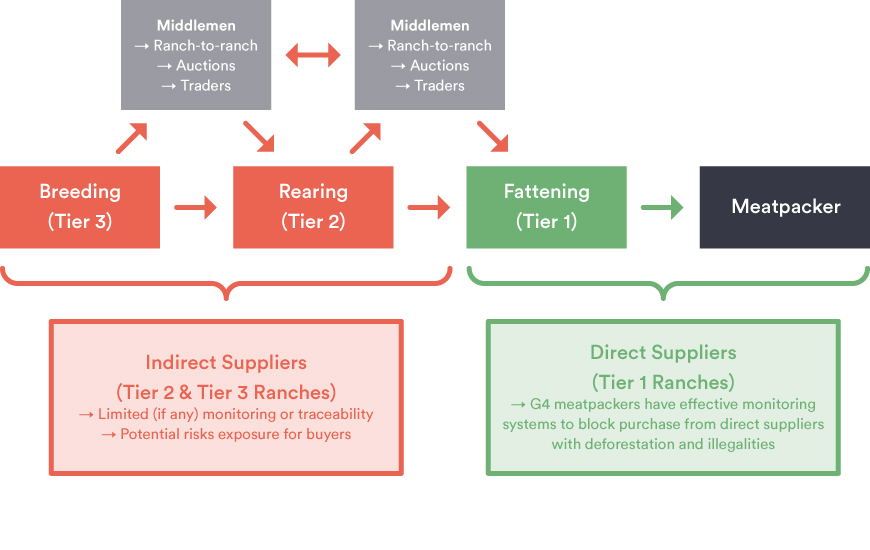 Middlemen
→ Ranch-to-ranch
→ Auctions
→ Traders
Middlemen
→ Ranch-to-ranch
→ Auctions
→ Traders
Breeding
(Tier 3)
Rearing
(Tier 2)
Fattening
(Tier 1)
Meatpacker
Indirect Suppliers
(Tier 2 & Tier 3 Ranches)
→ Limited (if any) monitoring or traceability
→ Potential risks exposure for buyers
Direct Suppliers
(Tier 1 Ranches)
→ G4 meatpackers have effective monitoring
systems to block purchase from direct suppliers
with deforestation and illegalities